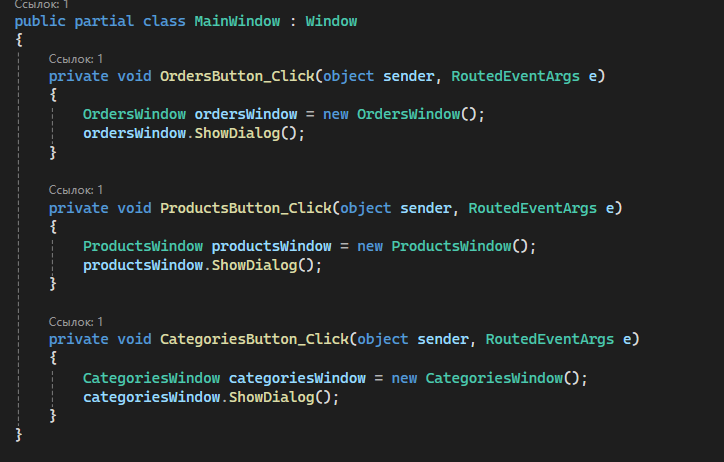 Ссылок: 1
public partial class MainWindow : Window
{
Ссылок: 1
private void OrdersButton_Click(object sender, RoutedEventArgs e)
{
OrdersWindow ordersWindow = new OrdersWindow();
ordersWindow.ShowDialog();
}
Ссылок: 1
private void ProductsButton_Click(object sender, RoutedEventArgs e)
{
ProductsWindow productsWindow = new ProductsWindow();
productsWindow.ShowDialog();
}
Ссылок: 1
private void CategoriesButton_Click(object sender, RoutedEventArgs e)
{
CategoriesWindow categoriesWindow = new CategoriesWindow();
categoriesWindow.ShowDialog();
}
}